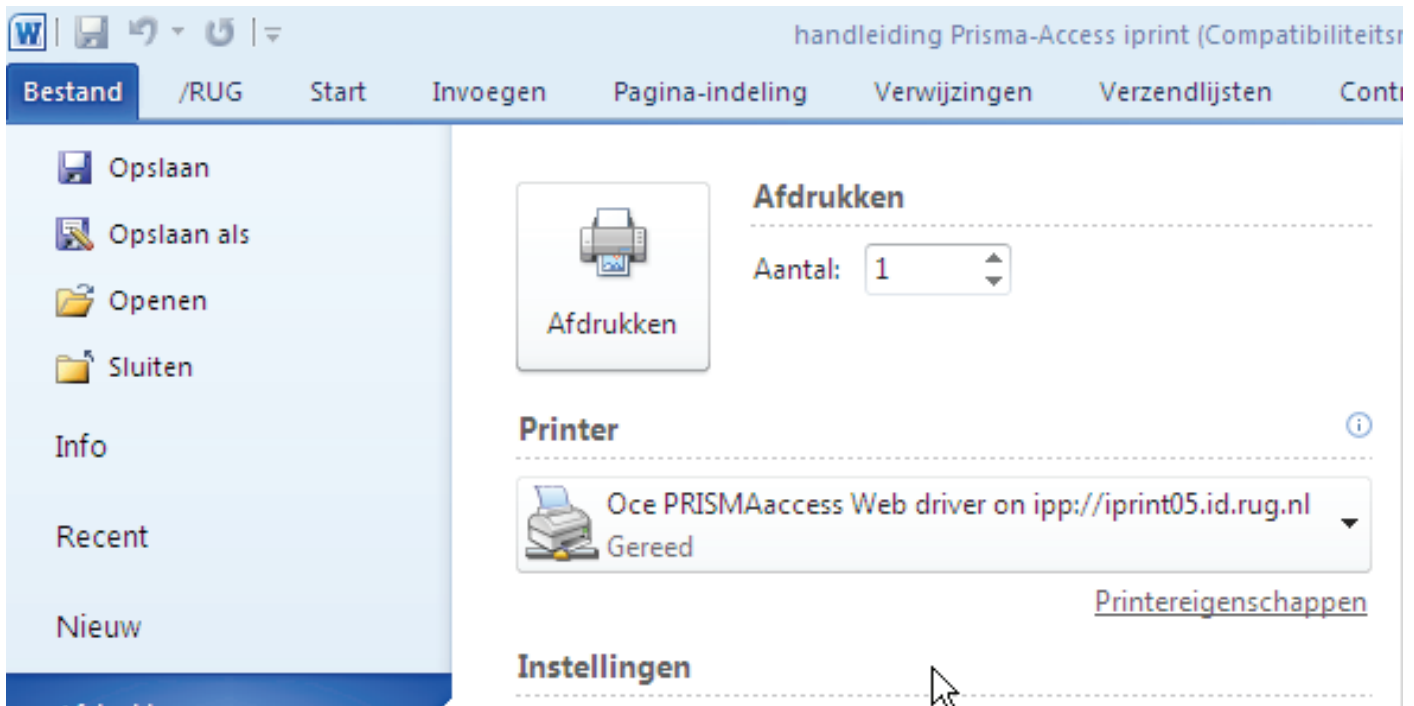 handleiding Prisma-Access iprint (Compatibiliteits
Bestand /RUG Start Invoegen Pagina-indeling Verwijzingen Verzendlijsten Cont
Opslaan
Opslaan als
Openen
Sluiten
Info
Recent
Nieuw
Afdrukken
Afdrukken
Aantal: 1
Printer
Oce PRISMAaccess Web driver on ipp://iprint05.id.rug.nl
Gereed
Printereigenschappen
Instellingen